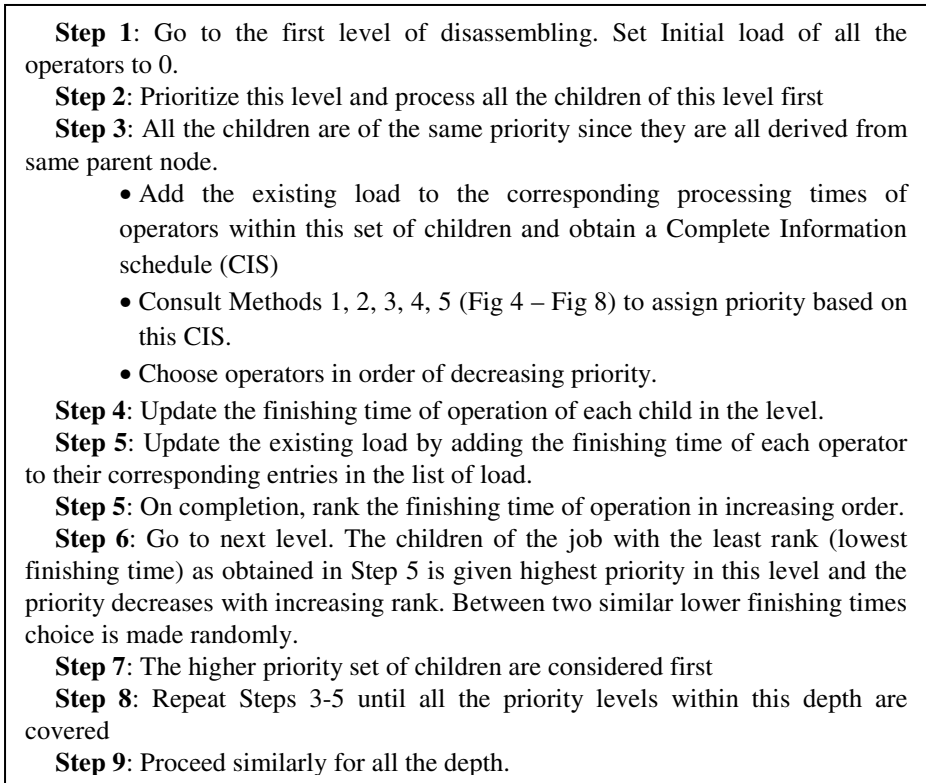 Step 1: Go to the first level of disassembling. Set Initial load of all the
operators to 0.
Step 2: Prioritize this level and process all the children of this level first
Step 3: All the children are of the same priority since they are all derived from
same parent node.
• Add the existing load to the corresponding processing times of
operators within this set of children and obtain a Complete Information
schedule (CIS)
• Consult Methods 1, 2, 3, 4, 5 (Fig 4 – Fig 8) to assign priority based on
this CIS.
• Choose operators in order of decreasing priority.
Step 4: Update the finishing time of operation of each child in the level.
Step 5: Update the existing load by adding the finishing time of each operator
to their corresponding entries in the list of load.
Step 5: On completion, rank the finishing time of operation in increasing order.
Step 6: Go to next level. The children of the job with the least rank (lowest
finishing time) as obtained in Step 5 is given highest priority in this level and the
priority decreases with increasing rank. Between two similar lower finishing times
choice is made randomly.
Step 7: The higher priority set of children are considered first
Step 8: Repeat Steps 3-5 until all the priority levels within this depth are
covered
Step 9: Proceed similarly for all the depth.